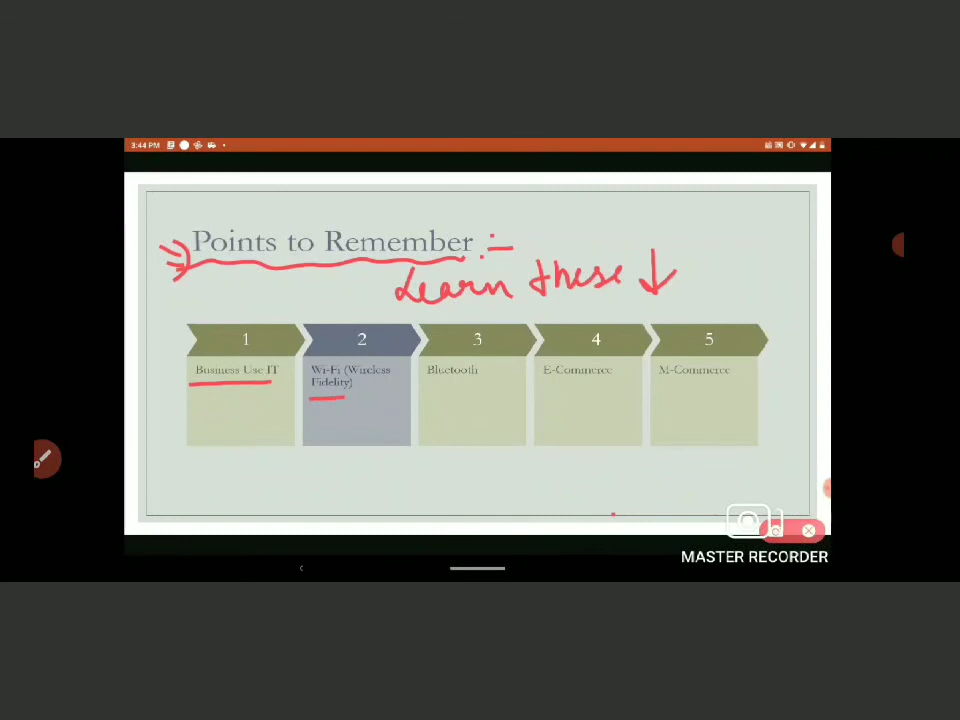 3:44 PM
Points to Remember :-
Learn these ↓
1 2 3 4 5
Business Use IT
Wi-Fi (Wireless
Fidelity)
Bluetooth
E-Commerce
M-Commerce
MASTER RECORDER